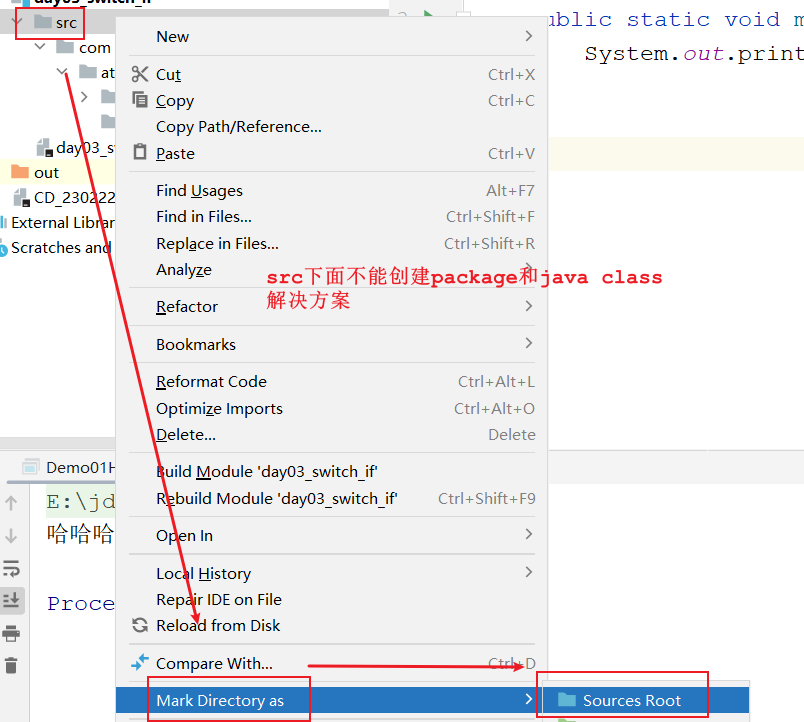 day03_switch_if
src
New
public static void m
com
System.out.print
Cut Ctrl+X
at
Copy Ctrl+C
Copy Path/Reference...
day03_s
Paste Ctrl+V
out
Find Usages Alt+F7
CD_230222
Find in Files... Ctrl+Shift+F
External Librar
Replace in Files... Ctrl+Shift+R
Scratches and
Analyze
src下面不能创建package和java class
解决方案
Refactor
Bookmarks
Reformat Code Ctrl+Alt+L
Optimize Imports Ctrl+Alt+O
Delete... Delete
Demo01H
Build Module 'day03_switch_if'
E:\jd
Rebuild Module 'day03_switch_if' Ctrl+Shift+F9
哈哈哈
Open In
Local History
Proce
Repair IDE on File
Reload from Disk
Compare With... Ctrl+D
Mark Directory as
Sources Root